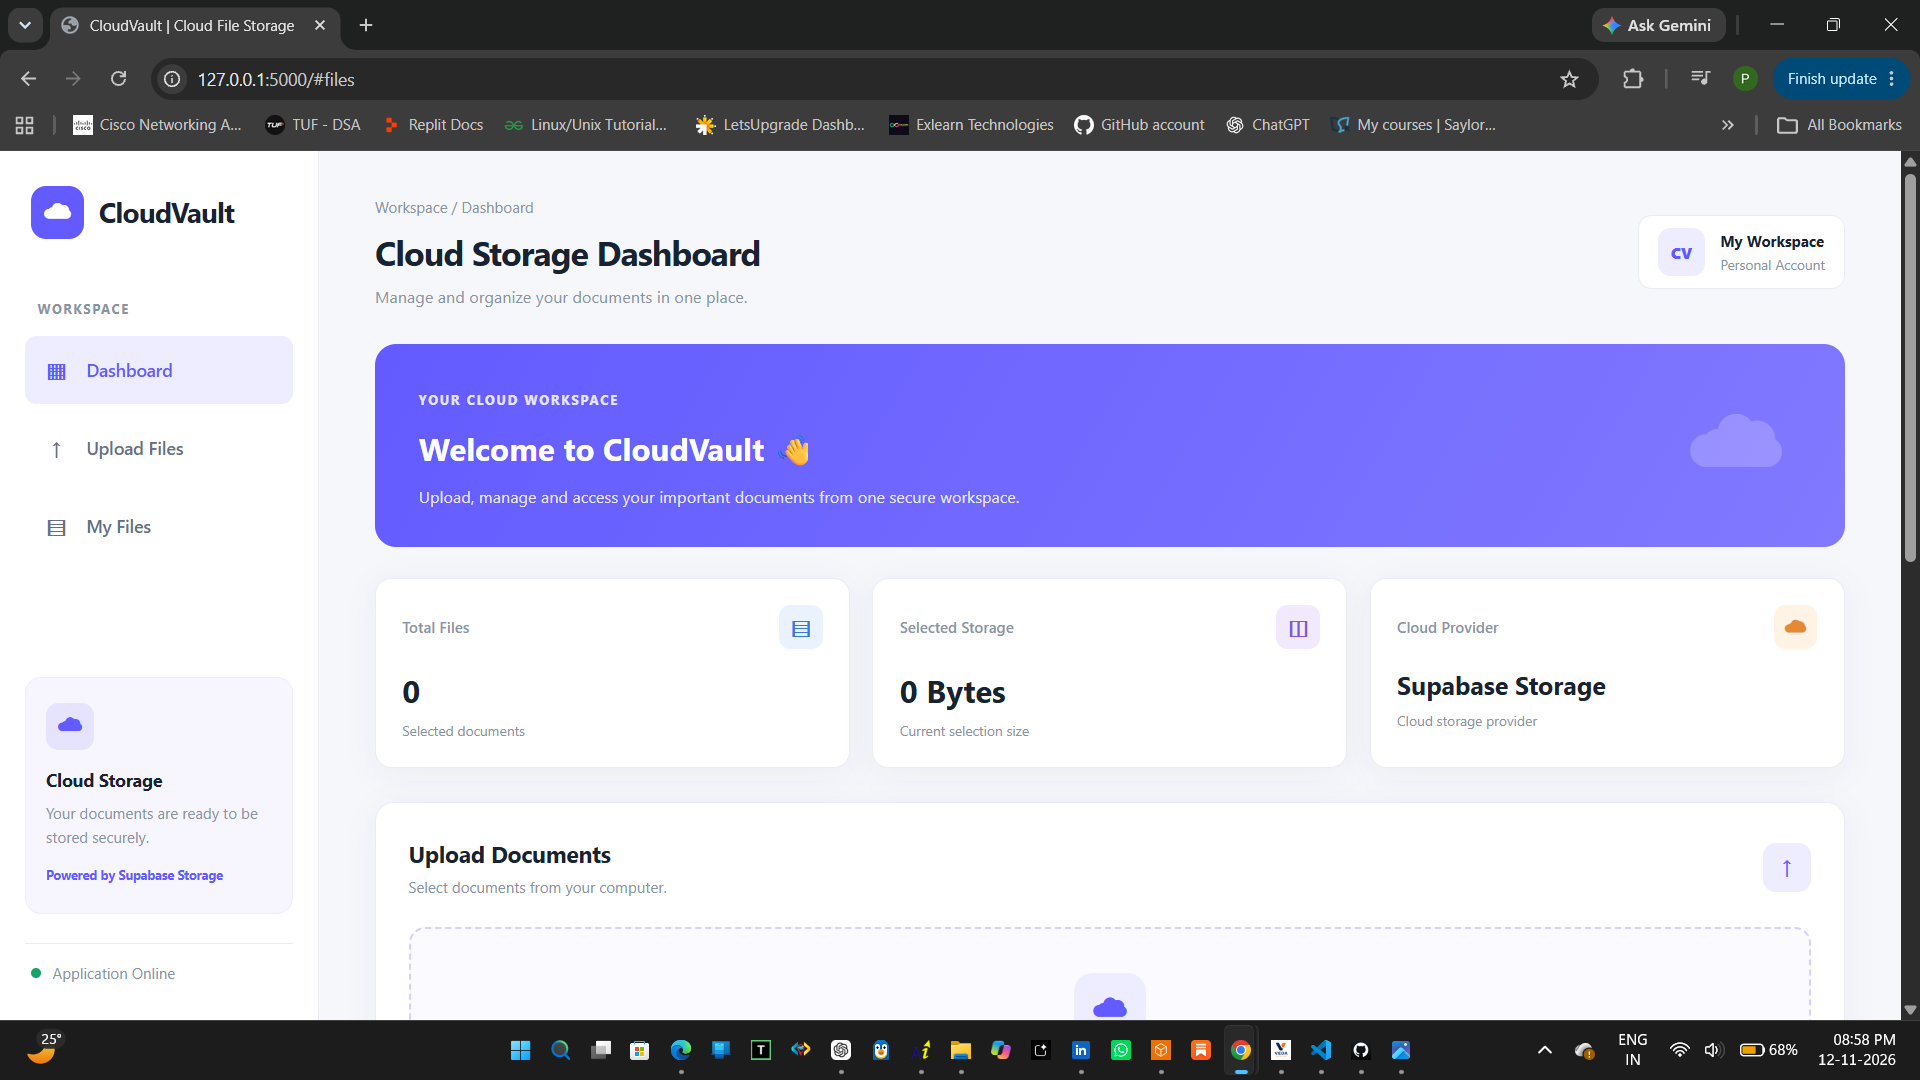 CloudVault | Cloud File Storage
Ask Gemini
127.0.0.1:5000/#files
P
Finish update
Cisco Networking A...
TUF - DSA
Replit Docs
Linux/Unix Tutorial...
LetsUpgrade Dashb...
Exlearn Technologies
GitHub account
ChatGPT
My courses | Saylor...
All Bookmarks
CloudVault
WORKSPACE
Dashboard
Upload Files
My Files
Cloud Storage
Your documents are ready to be
stored securely.
Powered by Supabase Storage
Application Online
Workspace / Dashboard
Cloud Storage Dashboard
Manage and organize your documents in one place.
CV
My Workspace
Personal Account
YOUR CLOUD WORKSPACE
Welcome to CloudVault 👋
Upload, manage and access your important documents from one secure workspace.
Total Files
0
Selected documents
Selected Storage
0 Bytes
Current selection size
Cloud Provider
Supabase Storage
Cloud storage provider
Upload Documents
Select documents from your computer.
25°
ENG
IN
68%
08:58 PM
12-11-2026